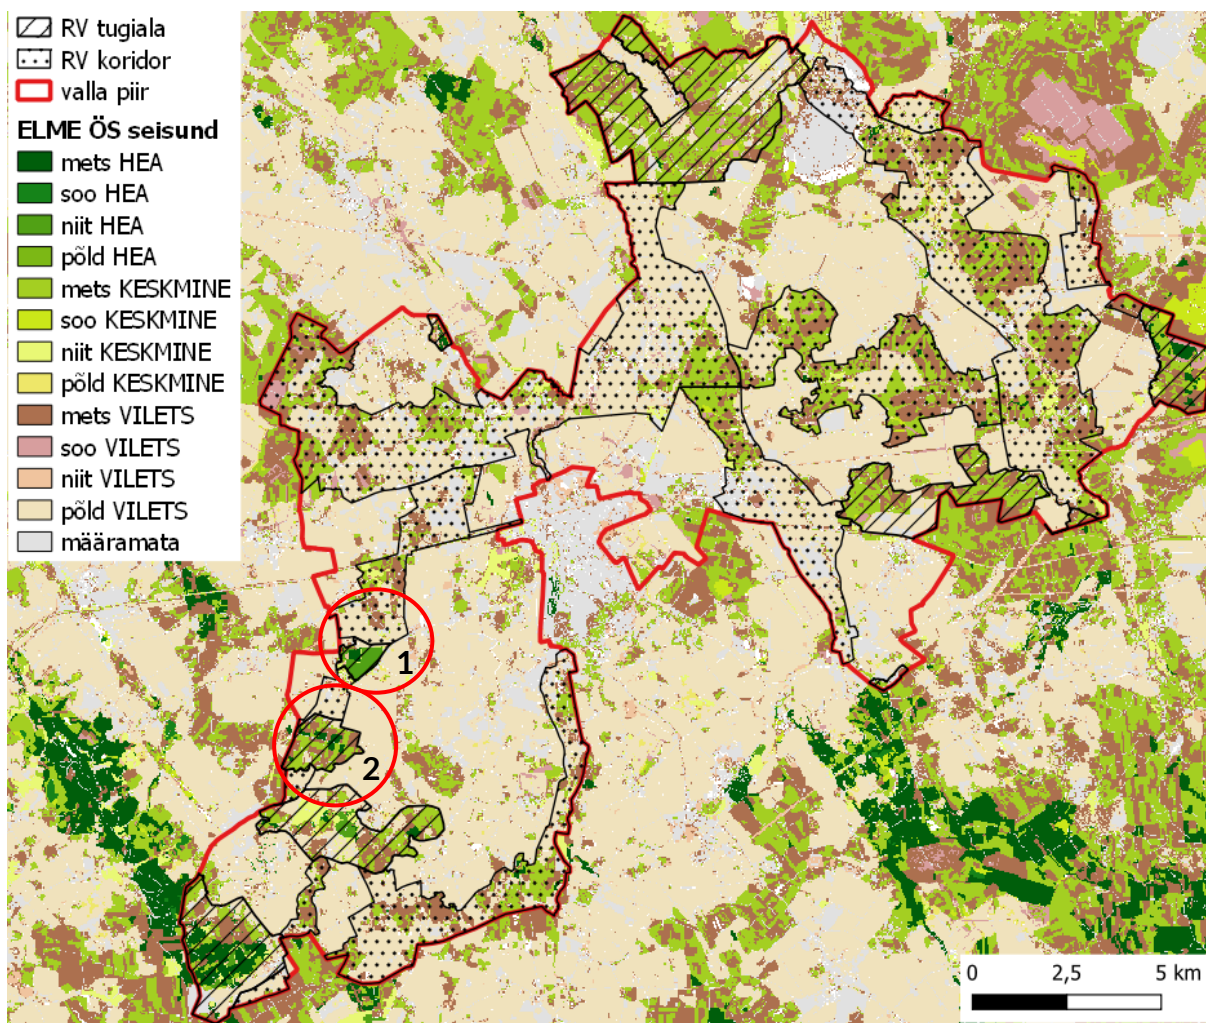 RV tugiala
RV koridor
valla piir
ELME ÖS seisund
mets HEA
soo HEA
niit HEA
põld HEA
mets KESKMINE
soo KESKMINE
niit KESKMINE
põld KESKMINE
mets VILETS
soo VILETS
niit VILETS
põld VILETS
määramata
1
2
0 2,5 5 km